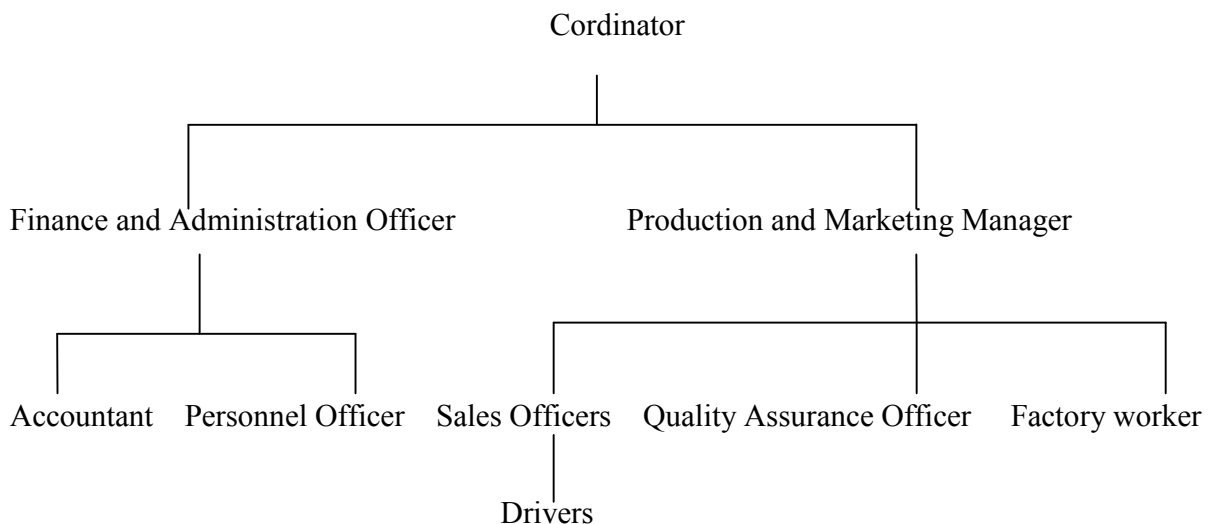 Cordinator
Finance and Administration Officer
Production and Marketing Manager
Accountant
Personnel Officer
Sales Officers
Quality Assurance Officer
Factory worker
Drivers